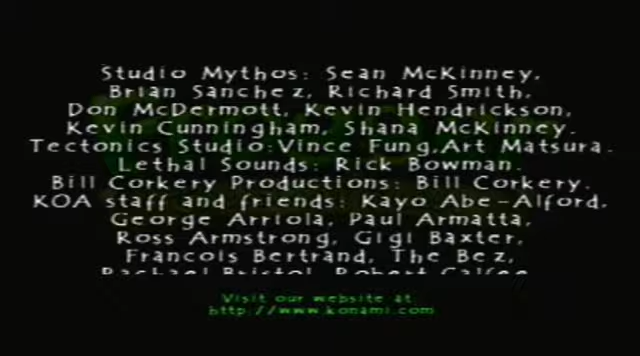 Studio Mythos: Sean McKinney,
Brian Sanchez, Richard Smith,
Don McDermott, Kevin Hendrickson,
Kevin Cunningham, Shana McKinney.
Tectonics Studio:Vince Fung,Art Matsura.
Lethal Sounds: Rick Bowman.
Bill Corkery Productions: Bill Corkery.
KOA staff and friends: Kayo Abe-Alford,
George Arriola, Paul Armatta,
Ross Armstrong, Gigi Baxter,
Francois Bertrand, The Bez,
Rachael Bristol, Robert
Visit our website at
http://www.konami.com